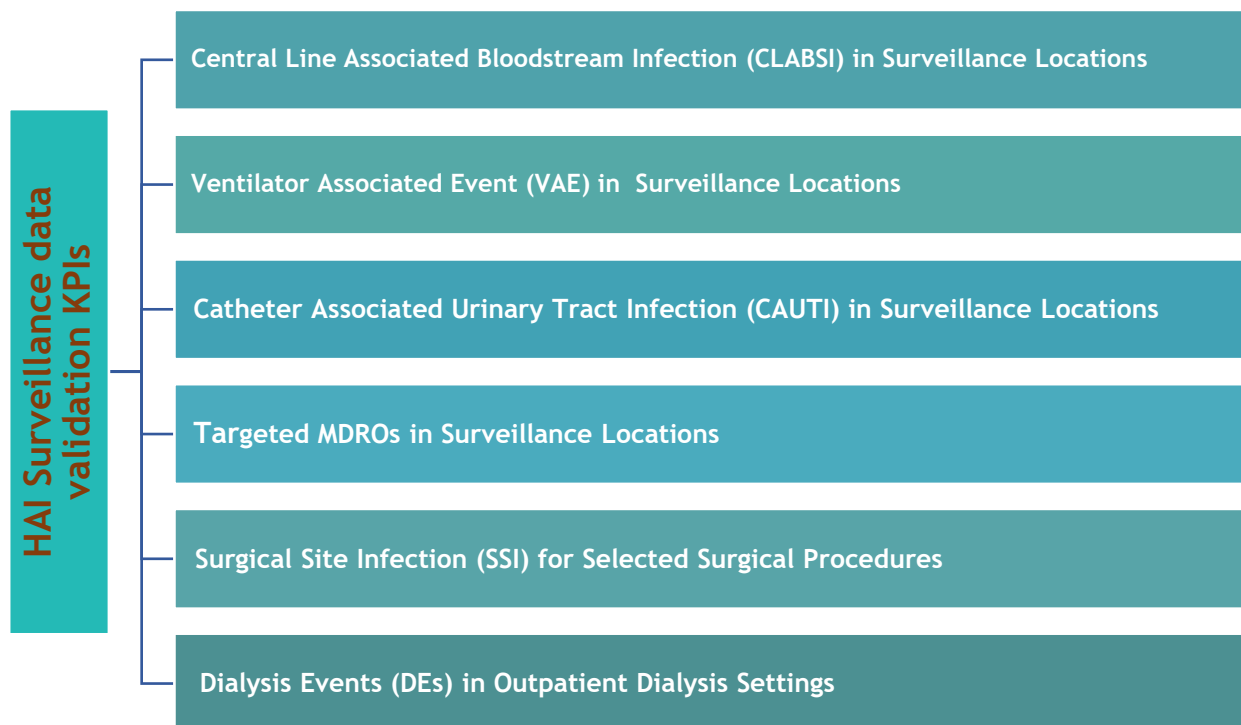 HAI Surveillance data
validation KPIs
Central Line Associated Bloodstream Infection (CLABSI) in Surveillance Locations
Ventilator Associated Event (VAE) in Surveillance Locations
Catheter Associated Urinary Tract Infection (CAUTI) in Surveillance Locations
Targeted MDROs in Surveillance Locations
Surgical Site Infection (SSI) for Selected Surgical Procedures
Dialysis Events (DEs) in Outpatient Dialysis Settings